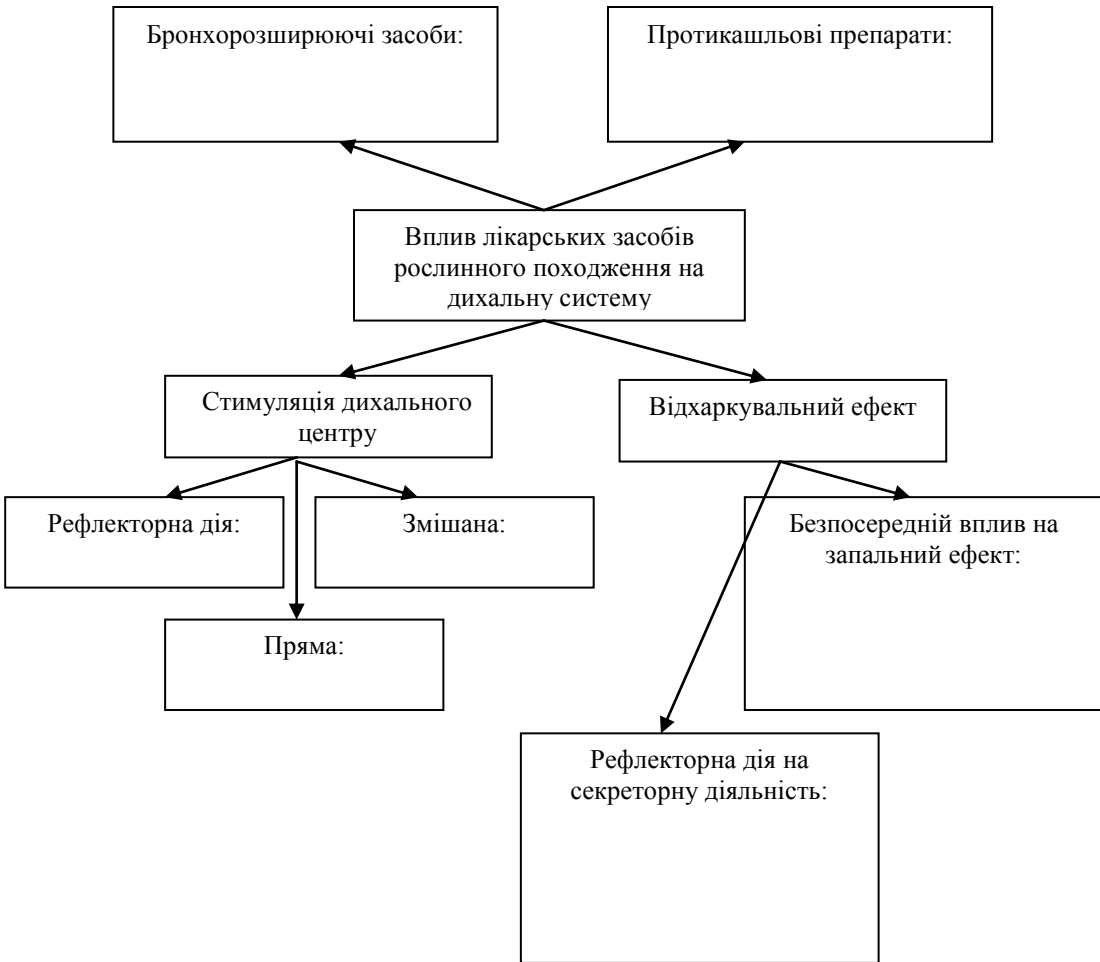 Бронхорозширюючі засоби:
Протикашльові препарати:
Вплив лікарських засобів
рослинного походження на
дихальну систему
Стимуляція дихального
центру
Відхаркувальний ефект
Рефлекторна дія:
Змішана:
Безпосередній вплив на
запальний ефект:
Пряма:
Рефлекторна дія на
секреторну діяльність: